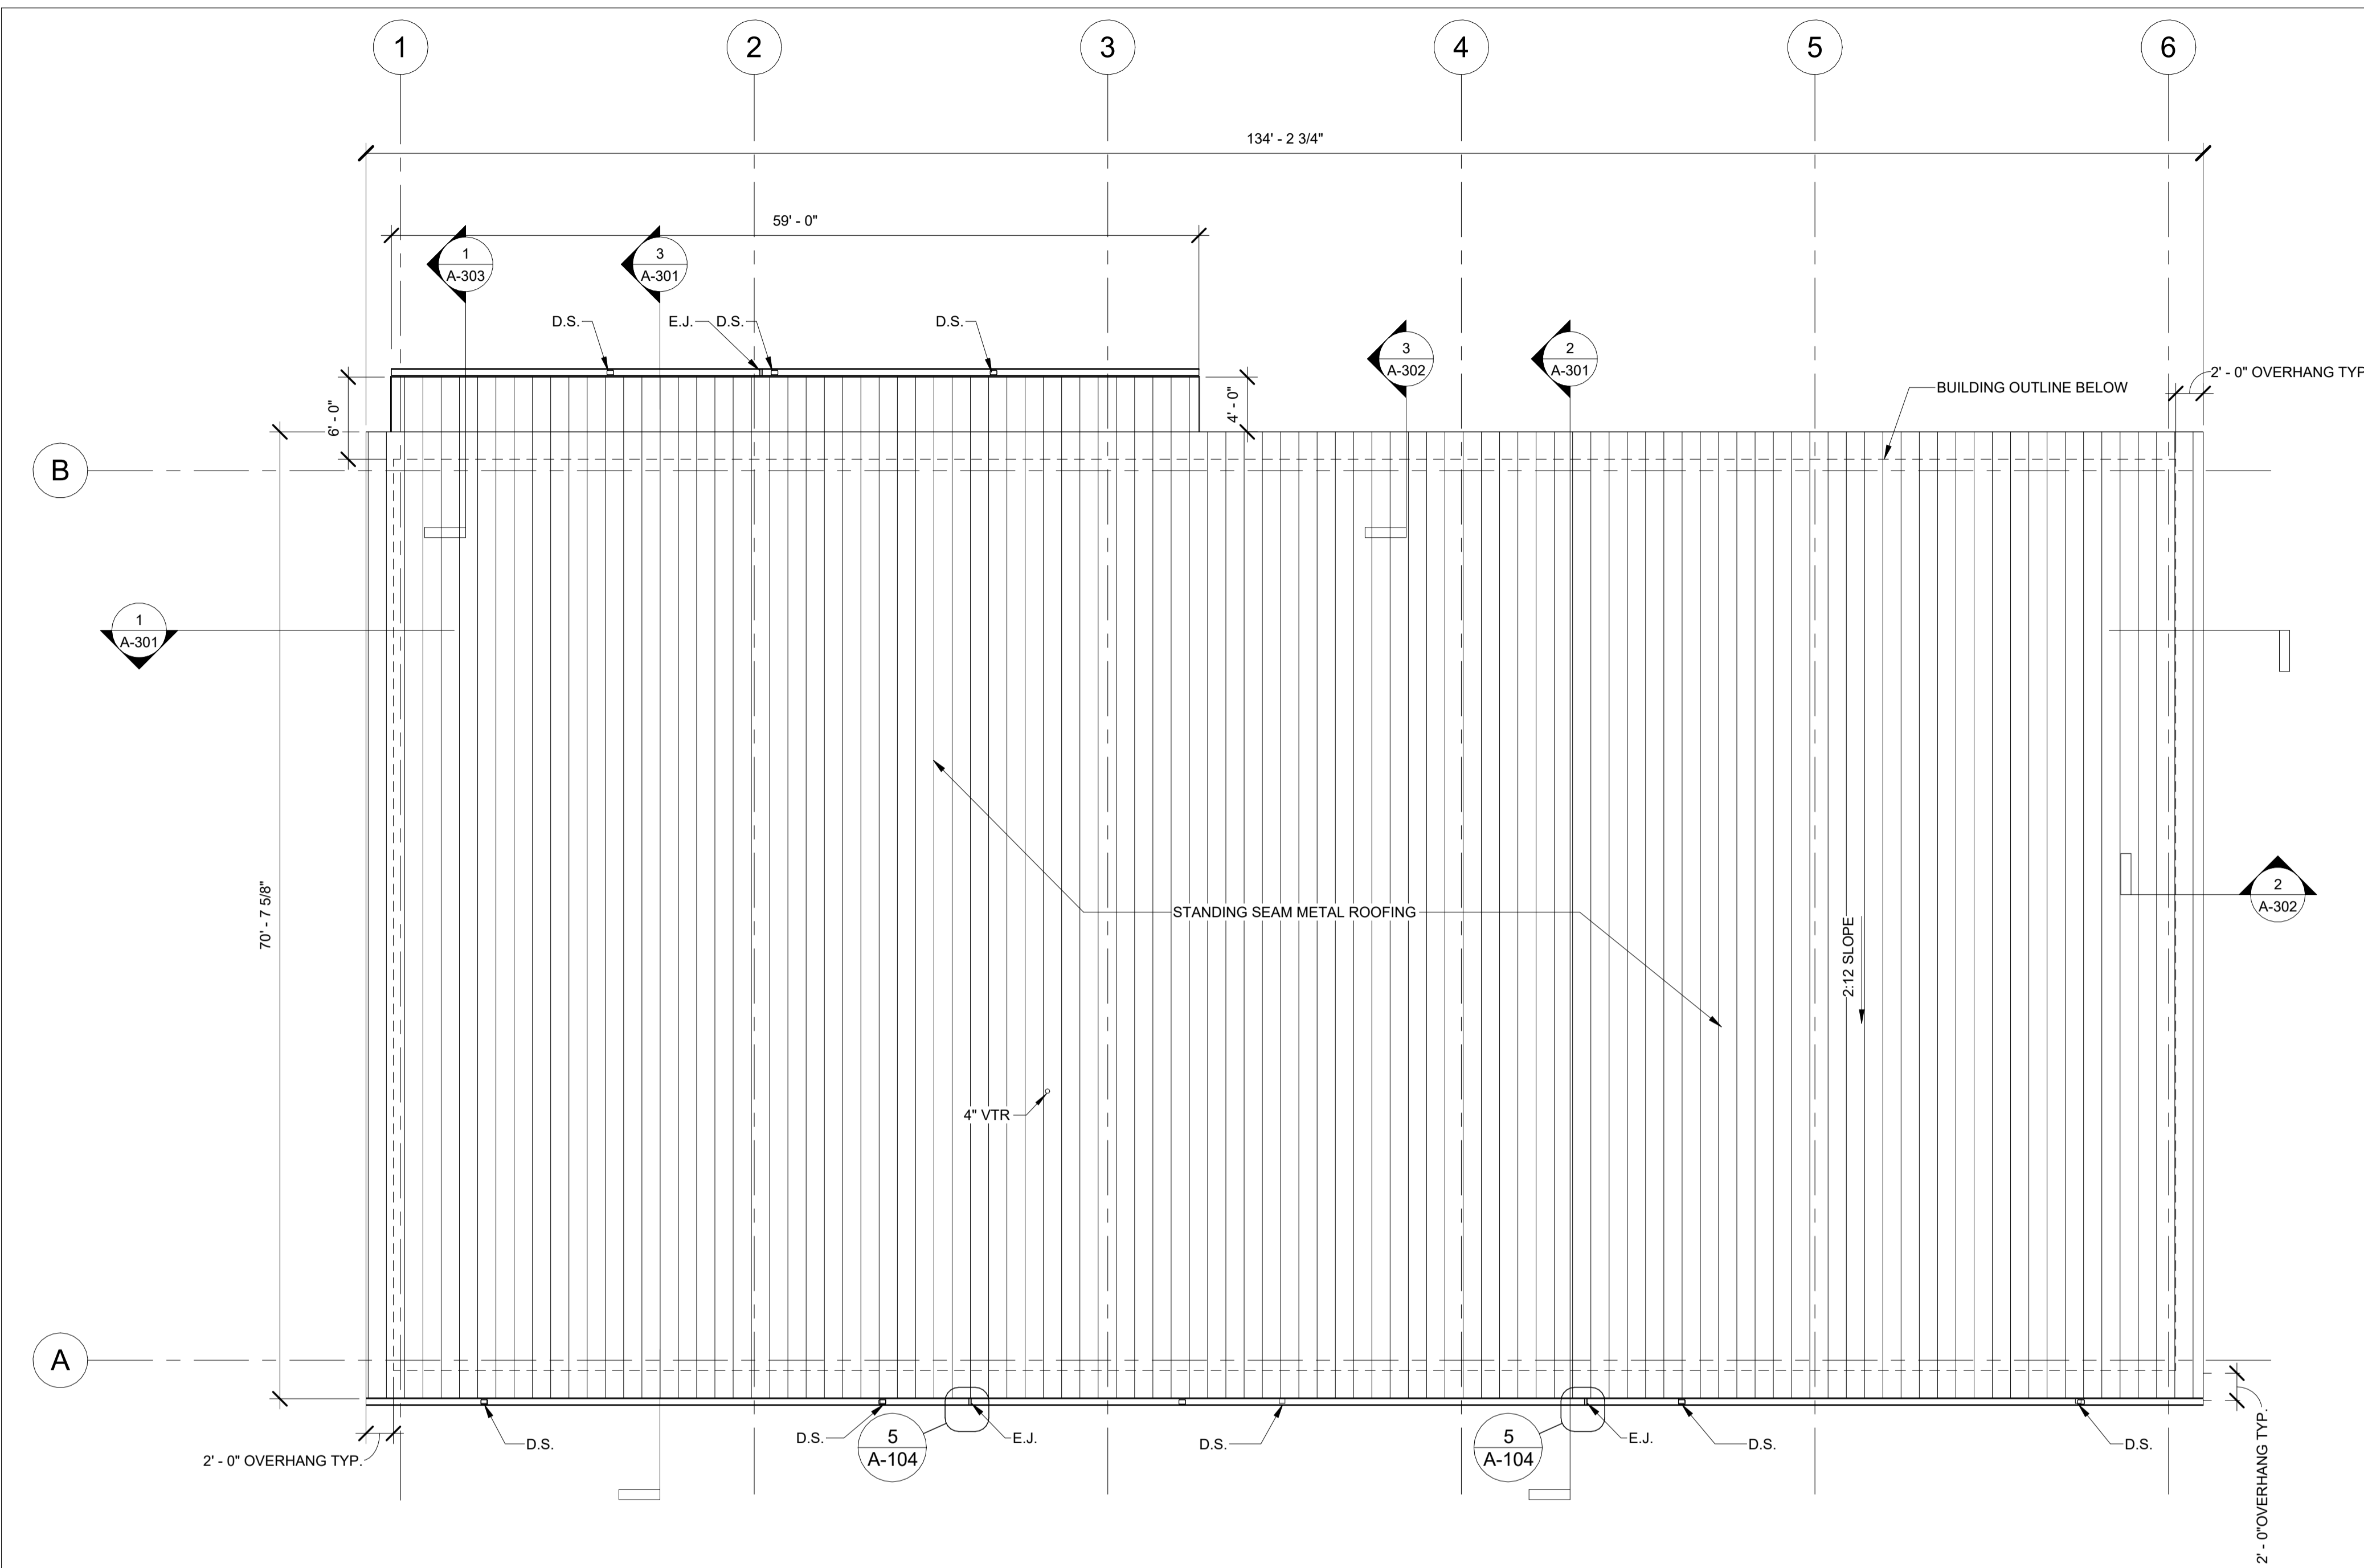 1 2 3 4 5 6
134' - 2 3/4"
59' - 0"
1
A-303
3
A-301
D.S.
E.J.
D.S.
D.S.
3
A-302
2
A-301
2' - 0" OVERHANG TYP
BUILDING OUTLINE BELOW
6' - 0"
4' - 0"
B
1
A-301
70' - 7 5/8"
STANDING SEAM METAL ROOFING
2:12 SLOPE
2
A-302
4" VTR
A
2' - 0" OVERHANG TYP.
D.S.
D.S.
5
A-104
E.J.
D.S.
5
A-104
E.J.
D.S.
D.S.
2' - 0"OVERHANG TYP.